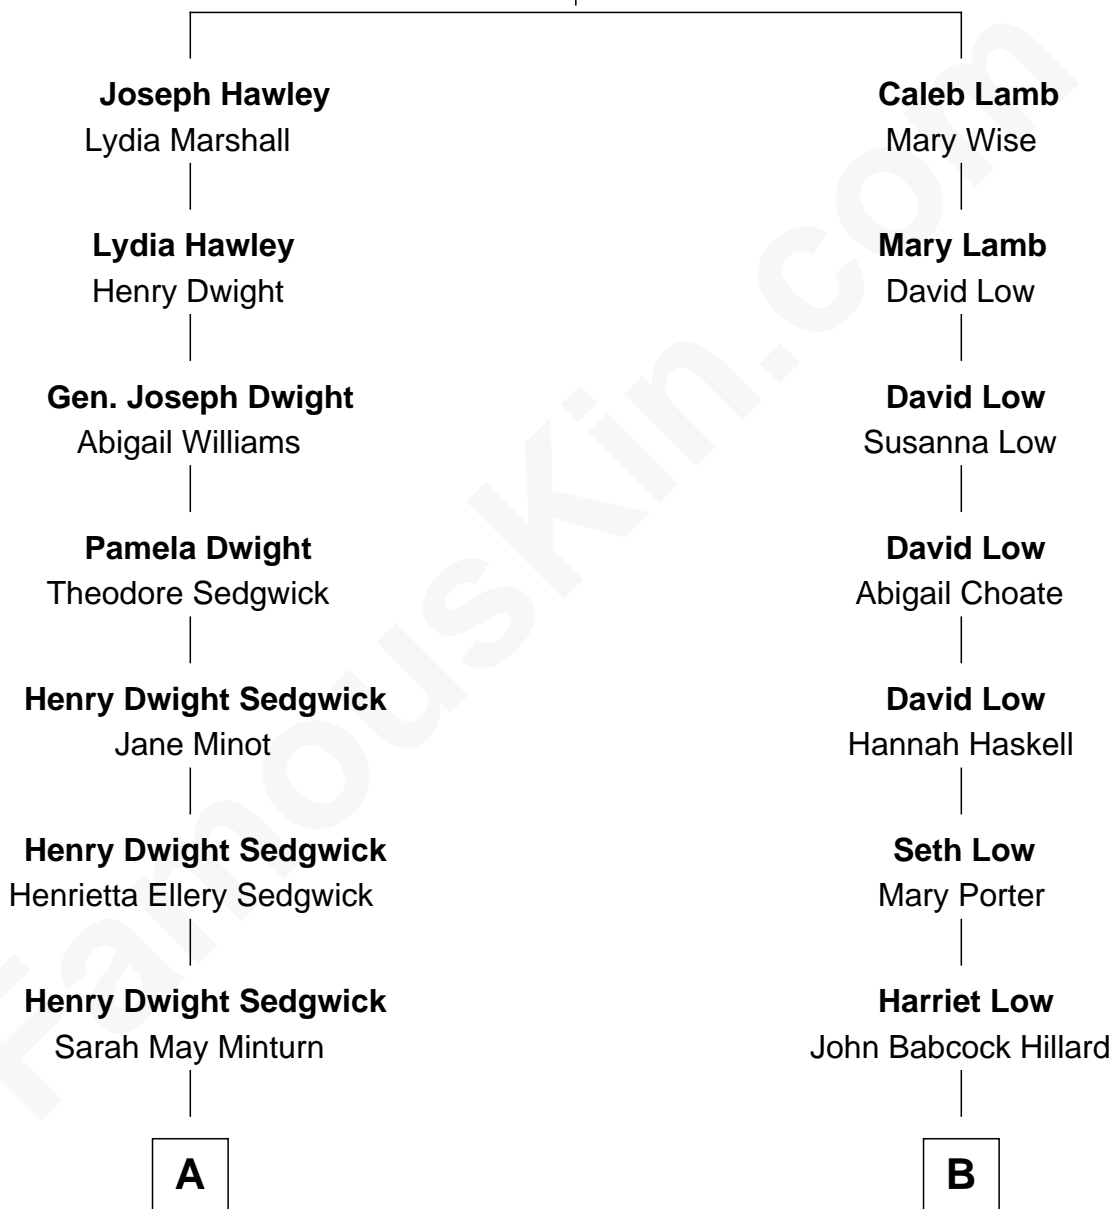 Joseph Hawley
Lydia Marshall
Lydia Hawley
Henry Dwight
Gen. Joseph Dwight
Abigail Williams
Pamela Dwight
Theodore Sedgwick
Henry Dwight Sedgwick
Jane Minot
Henry Dwight Sedgwick
Henrietta Ellery Sedgwick
Henry Dwight Sedgwick
Sarah May Minturn
A
Caleb Lamb
Mary Wise
Mary Lamb
David Low
David Low
Susanna Low
David Low
Abigail Choate
David Low
Hannah Haskell
Seth Low
Mary Porter
Harriet Low
John Babcock Hillard
B
FamousKin.com